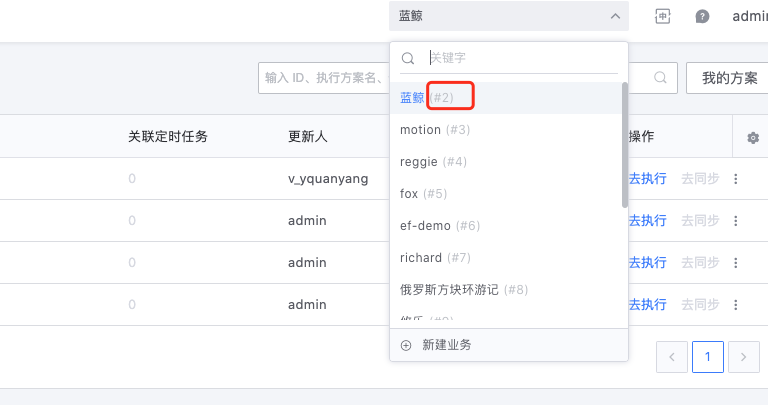 蓝鲸 admin
关键字
输入 ID、执行方案名、 我的方案
蓝鲸 (#2)
关联定时任务 更新人 操作
motion (#3)
reggie (#4)
0 v_yquanyang 去执行 去同步
fox (#5)
0 admin 去执行 去同步
ef-demo (#6)
richard (#7)
0 admin 去执行 去同步
俄罗斯方块环游记 (#8)
0 admin 去执行 去同步
新建业务
1